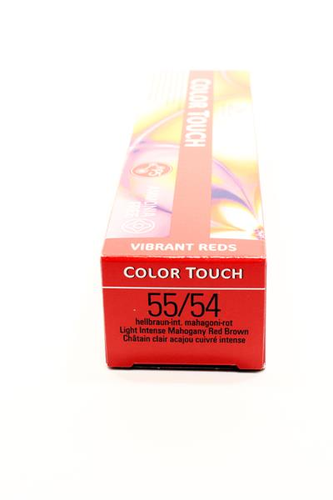 COLOR TOUCH
VIBRANT REDS
COLOR TOUCH
55/54
hellbraun-int. mahagoni-rot
Light Intense Mahogany Red Brown
Châtain clair acajou cuivré intense